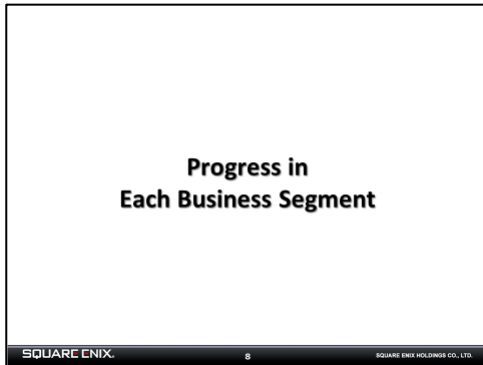 Progress in
Each Business Segment
SQUARE ENIX.
8
SQUARE ENIX HOLDINGS CO., LTD.